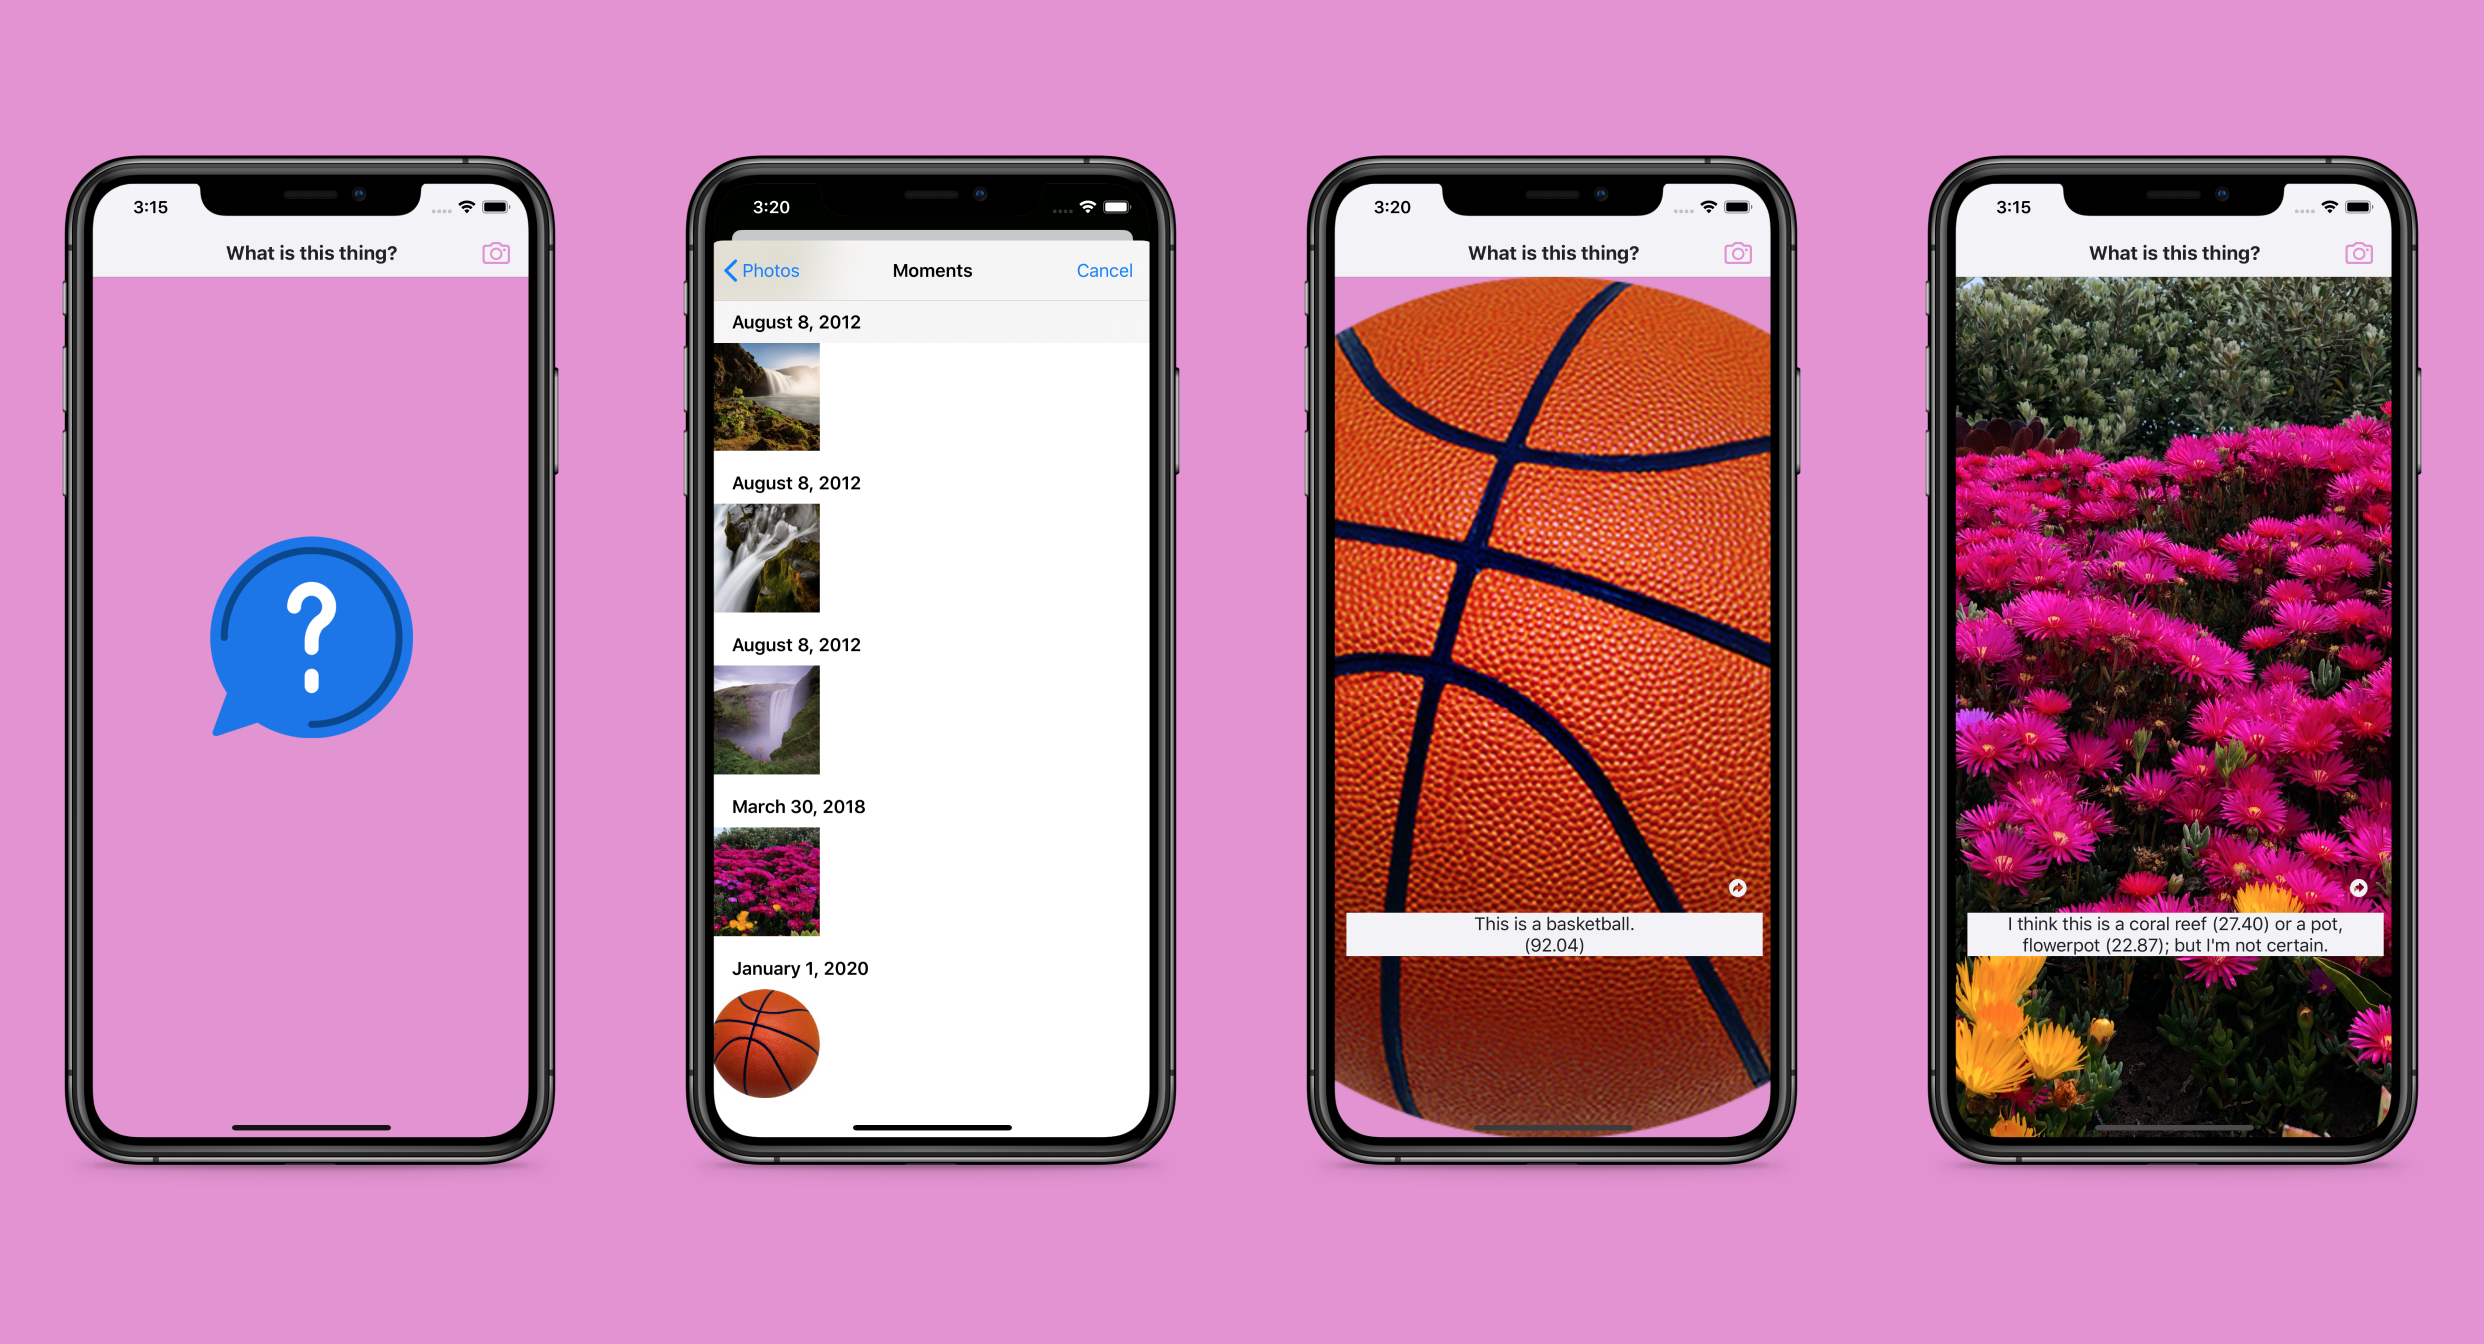 3:15
What is this thing?
?
3:20
Photos
Moments
Cancel
August 8, 2012
August 8, 2012
August 8, 2012
March 30, 2018
January 1, 2020
3:20
What is this thing?
This is a basketball.
(92.04)
3:15
What is this thing?
I think this is a coral reef (27.40) or a pot,
flowerpot (22.87); but I'm not certain.